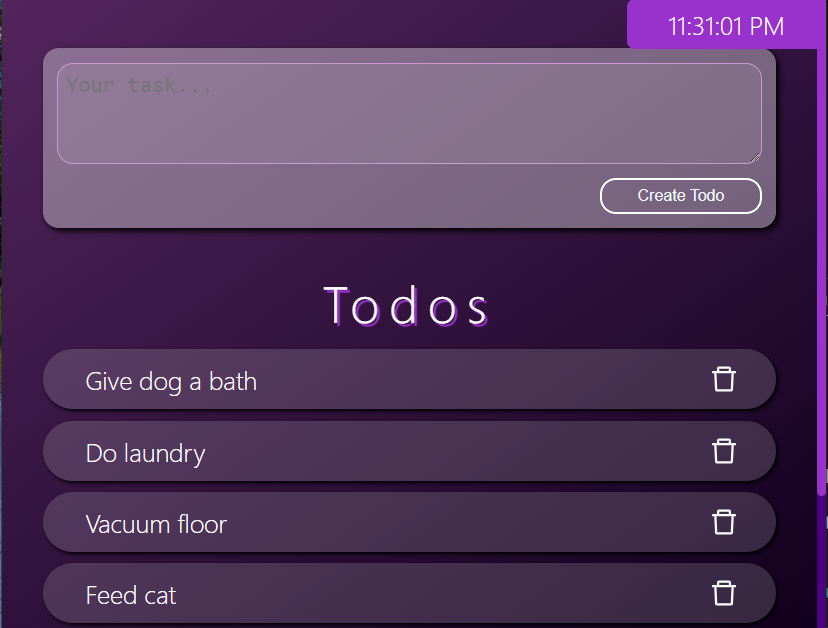 11:31:01 PM
Your task...
Create Todo
Todos
Give dog a bath
Do laundry
Vacuum floor
Feed cat